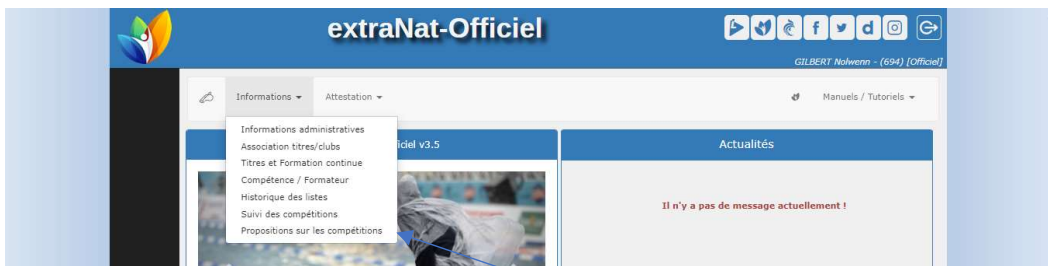 extraNat-Officiel
GILBERT Nolwenn - (694) [Officiel]
Informations
Attestation
Manuels / Tutoriels
Informations administratives
Association titres/clubs
Titres et Formation continue
Compétence / Formateur
Historique des listes
Suivi des compétitions
Propositions sur les compétitions
iciel v3.5
Actualités
Il n'y a pas de message actuellement !